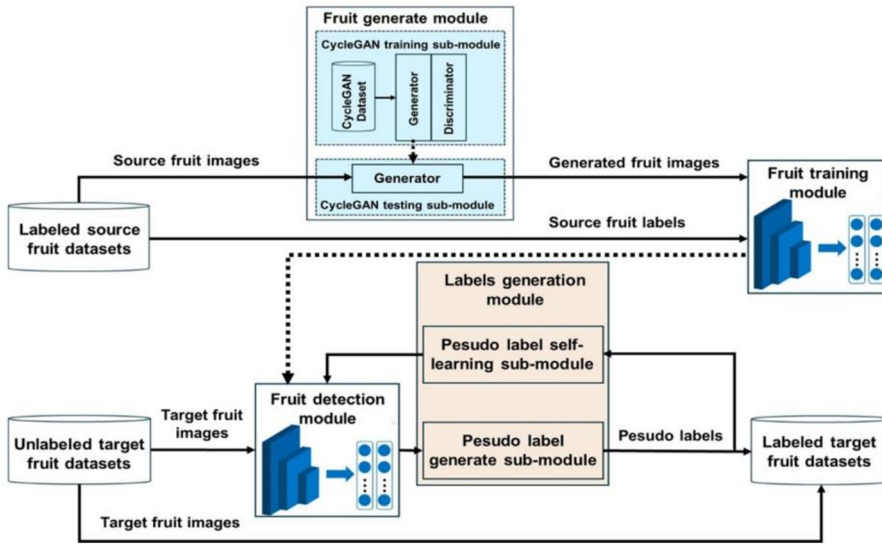 Fruit generate module
CycleGAN training sub-module
CycleGAN
Dataset
Generator
Discriminator
Source fruit images
Generator
Generated fruit images
CycleGAN testing sub-module
Fruit training
module
Labeled source
fruit datasets
Source fruit labels
Labels generation
module
Pesudo label self-
learning sub-module
Fruit detection
module
Target fruit
images
Unlabeled target
fruit datasets
Pesudo label
generate sub-module
Pesudo labels
Labeled target
fruit datasets
Target fruit images